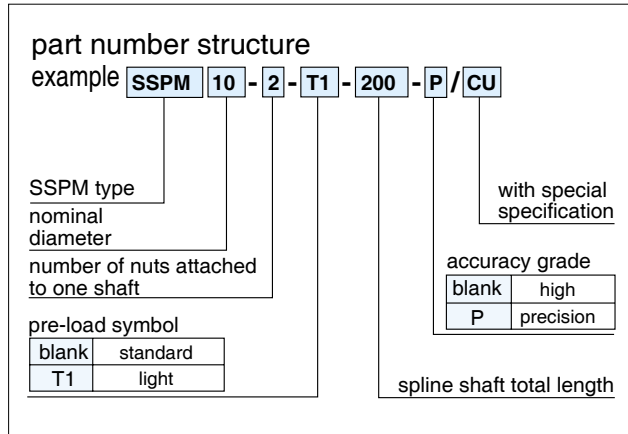 part number structure
example SSPM 10 - 2 - T1 - 200 - P / CU
SSPM type
nominal
diameter
number of nuts attached
to one shaft
pre-load symbol
blank standard
T1 light
with special
specification
accuracy grade
blank high
P precision
spline shaft total length